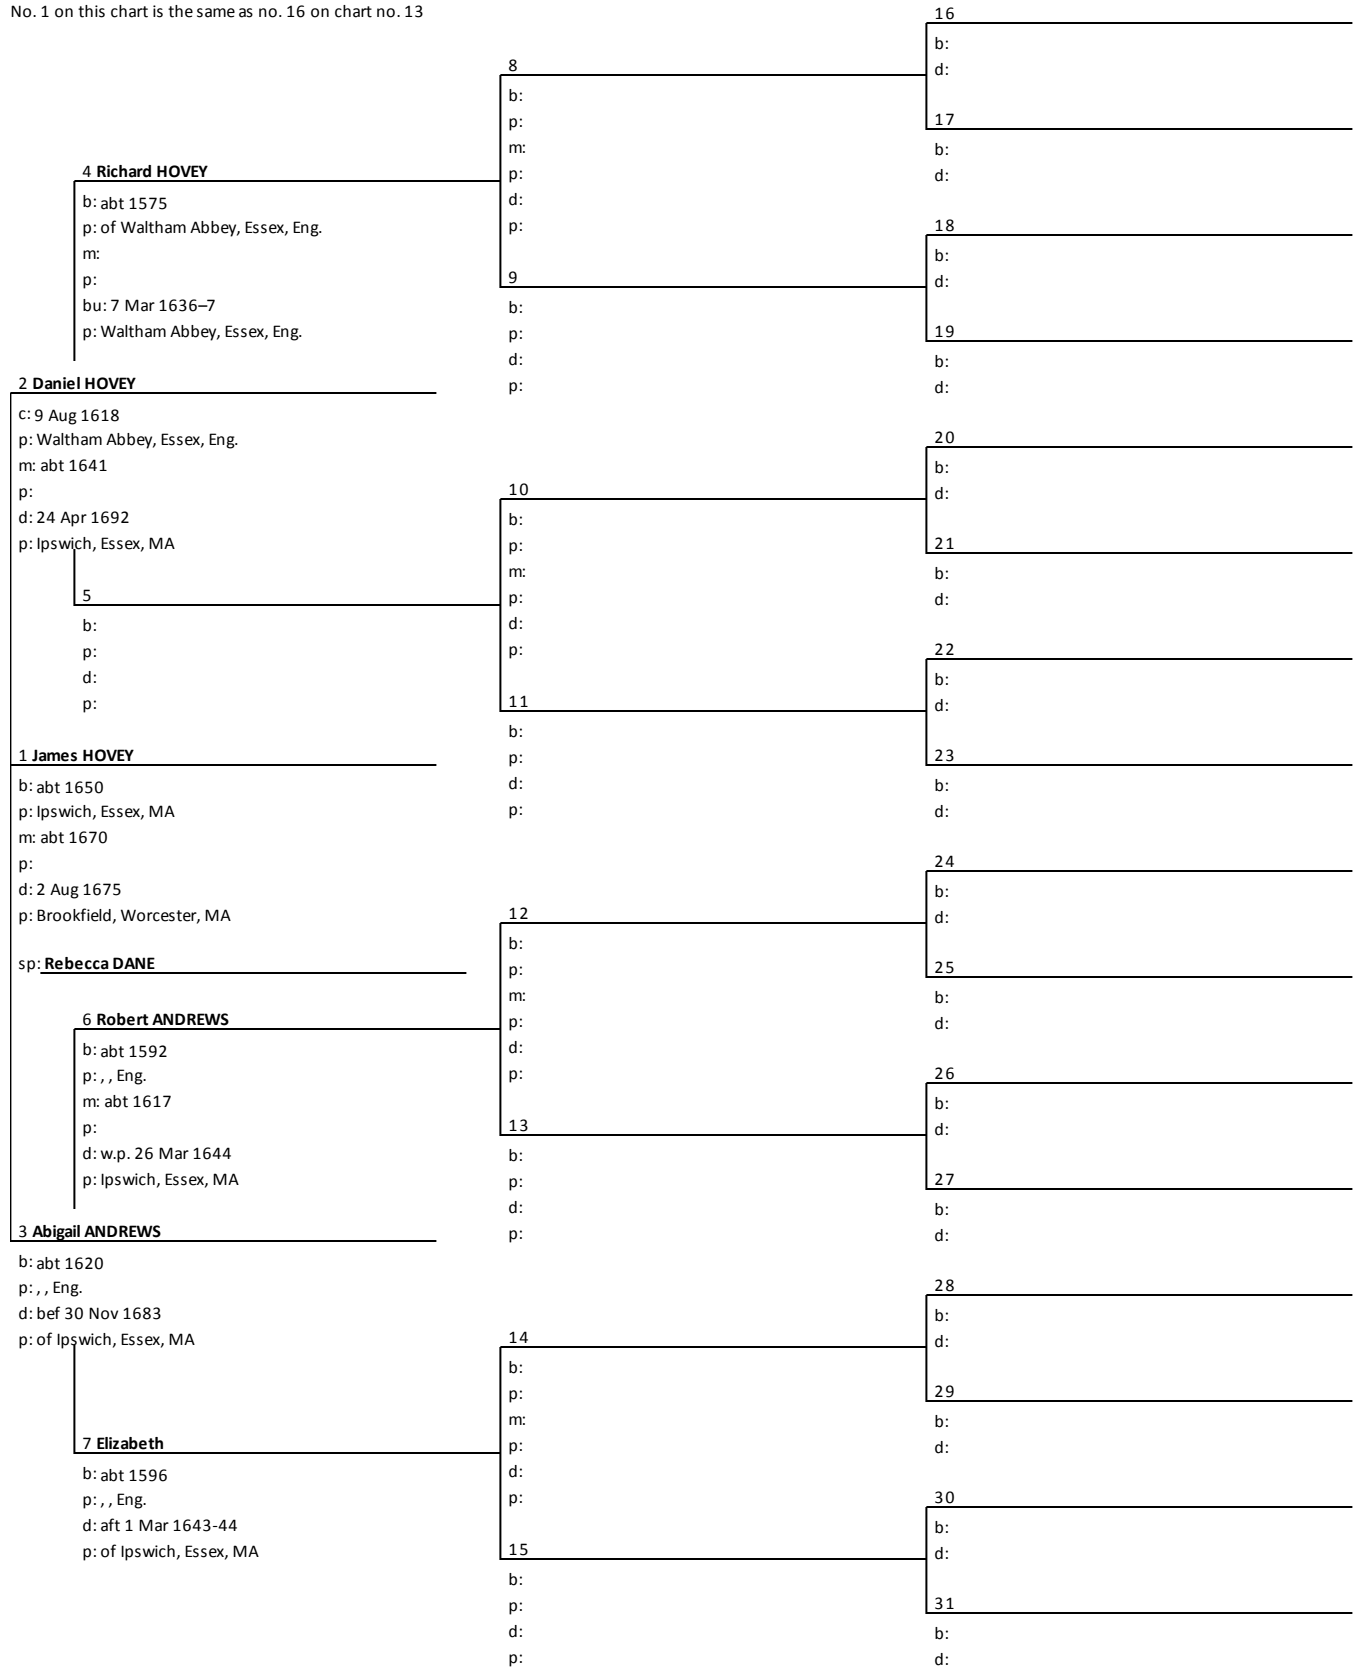 No. 1 on this chart is the same as no. 16 on chart no. 13
4 Richard HOVEY
b: abt 1575
p: of Waltham Abbey, Essex, Eng.
m:
p:
bu: 7 Mar 1636–7
p: Waltham Abbey, Essex, Eng.
2 Daniel HOVEY
c: 9 Aug 1618
p: Waltham Abbey, Essex, Eng.
m: abt 1641
p:
d: 24 Apr 1692
p: Ipswich, Essex, MA
5
b:
p:
d:
p:
1 James HOVEY
b: abt 1650
p: Ipswich, Essex, MA
m: abt 1670
p:
d: 2 Aug 1675
p: Brookfield, Worcester, MA
sp: Rebecca DANE
6 Robert ANDREWS
b: abt 1592
p: , , Eng.
m: abt 1617
p:
d: w.p. 26 Mar 1644
p: Ipswich, Essex, MA
3 Abigail ANDREWS
b: abt 1620
p: , , Eng.
d: bef 30 Nov 1683
p: of Ipswich, Essex, MA
7 Elizabeth
b: abt 1596
p: , , Eng.
d: aft 1 Mar 1643-44
p: of Ipswich, Essex, MA
8
b:
p:
m:
p:
d:
p:
9
b:
p:
d:
p:
10
b:
p:
m:
p:
d:
p:
11
b:
p:
d:
p:
12
b:
p:
m:
p:
d:
p:
13
b:
p:
d:
p:
14
b:
p:
m:
p:
d:
p:
15
b:
p:
d:
p:
16
b:
d:
17
b:
d:
18
b:
d:
19
b:
d:
20
b:
d:
21
b:
d:
22
b:
d:
23
b:
d:
24
b:
d:
25
b:
d:
26
b:
d:
27
b:
d:
28
b:
d:
29
b:
d:
30
b:
d:
31
b:
d: